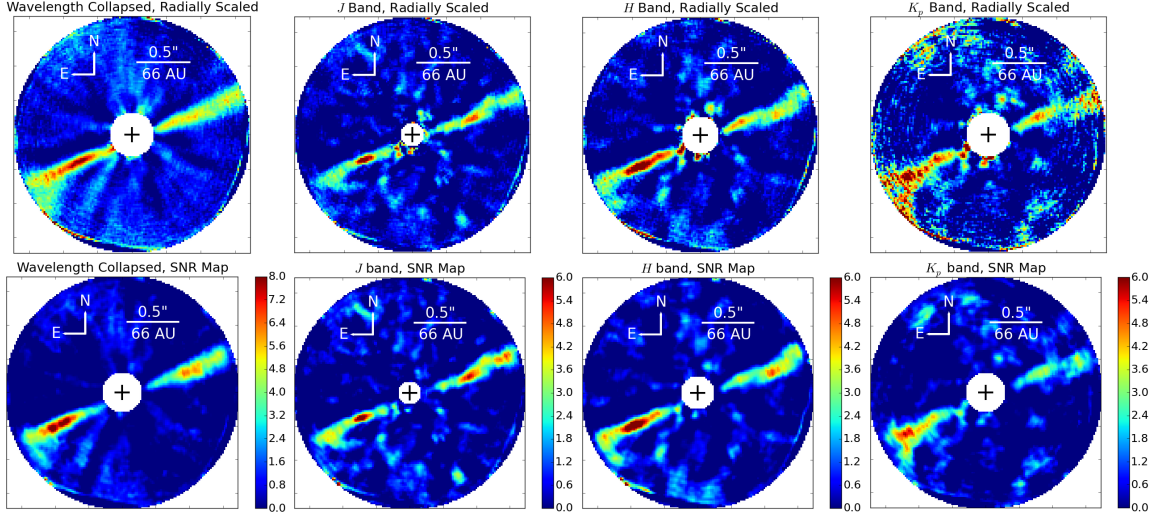 Wavelength Collapsed, Radially Scaled
J Band, Radially Scaled
H Band, Radially Scaled
Kp Band, Radially Scaled
N
E
0.5"
66 AU
N
E
0.5"
66 AU
N
E
0.5"
66 AU
N
E
0.5"
66 AU
Wavelength Collapsed, SNR Map
J band, SNR Map
H band, SNR Map
Kp band, SNR Map
N
E
0.5"
66 AU
8.0
7.2
6.4
5.6
4.8
4.0
3.2
2.4
1.6
0.8
0.0
N
E
0.5"
66 AU
6.0
5.4
4.8
4.2
3.6
3.0
2.4
1.8
1.2
0.6
0.0
N
E
0.5"
66 AU
6.0
5.4
4.8
4.2
3.6
3.0
2.4
1.8
1.2
0.6
0.0
N
E
0.5"
66 AU
6.0
5.4
4.8
4.2
3.6
3.0
2.4
1.8
1.2
0.6
0.0